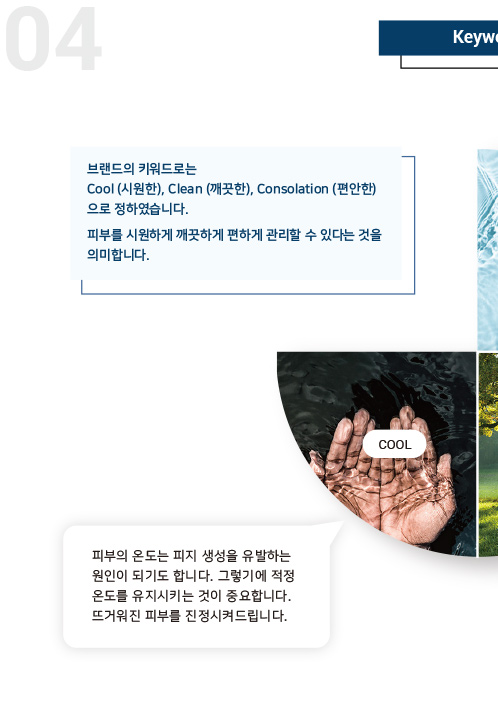 04
브랜드의 키워드로는
Cool (시원한), Clean (깨끗한), Consolation (편안한)
으로 정하였습니다.
피부를 시원하게 깨끗하게 편하게 관리할 수 있다는 것을
의미합니다.
COOL
피부의 온도는 피지 생성을 유발하는
원인이 되기도 합니다. 그렇기에 적정
온도를 유지시키는 것이 중요합니다.
뜨거워진 피부를 진정시켜드립니다.